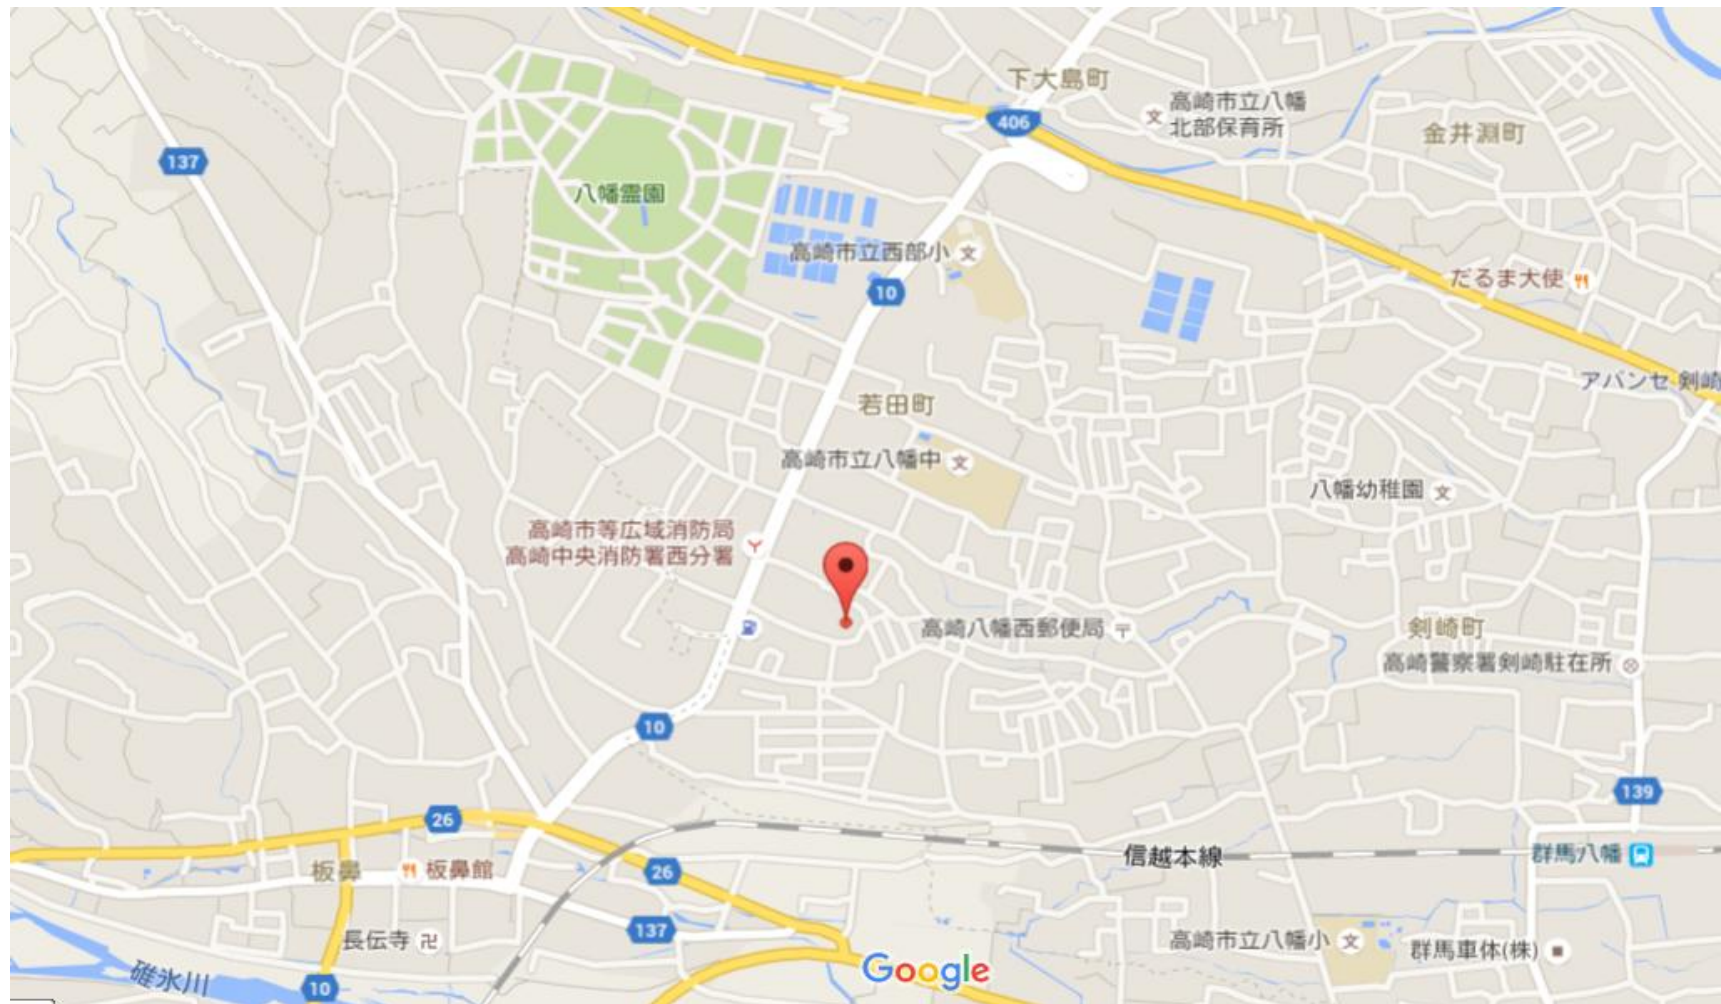 下大島町
406
高崎市立八幡
北部保育所
金井淵町
137
八幡霊園
高崎市立西部小
文
文
だるま大使
10
アバンセ 剣崎
若田町
高崎市立八幡中
文
八幡幼稚園
文
高崎市等広域消防局
高崎中央消防署西分署
高崎八幡西郵便局
〒
剣崎町
高崎警察署剣崎駐在所
10
139
26
信越本線
群馬八幡
板鼻
板鼻館
26
137
長伝寺
卍
高崎市立八幡小
文
群馬車体(株)
碓氷川
10
Google